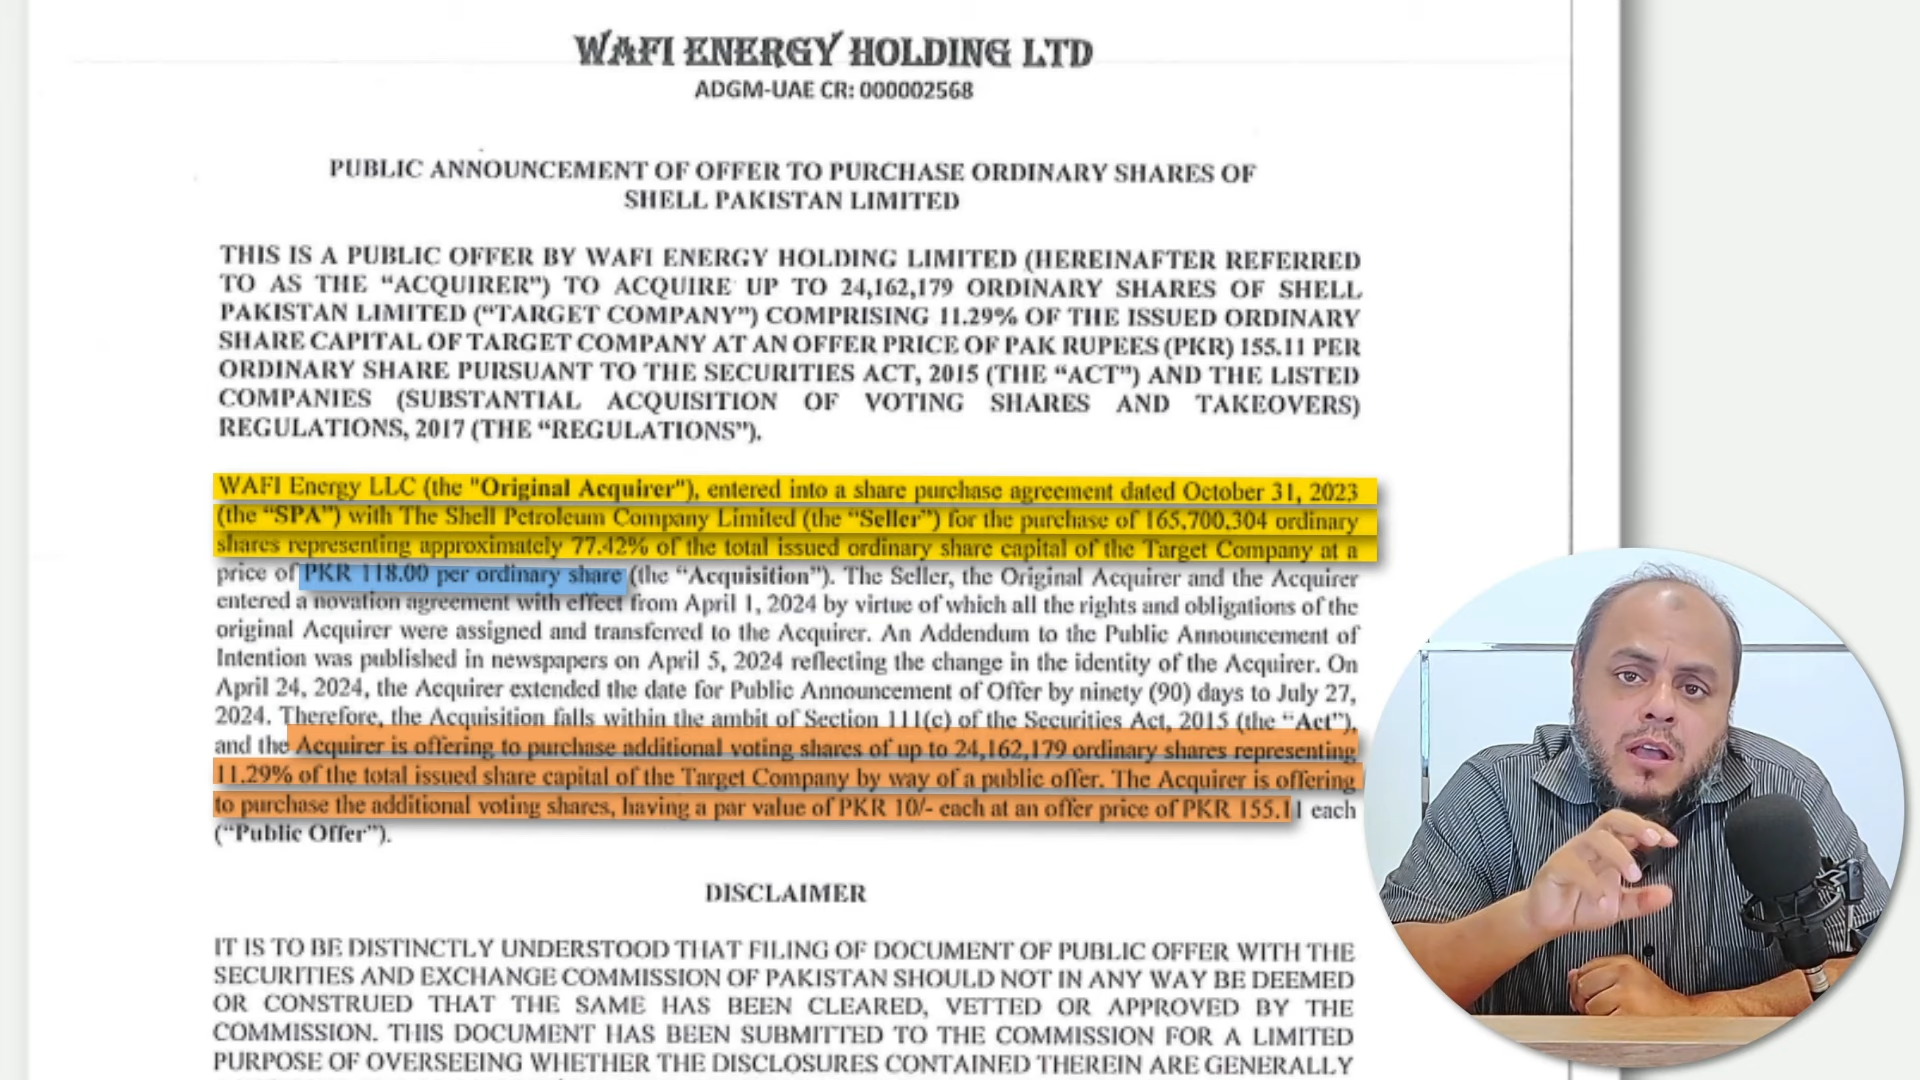 WAFI ENERGY HOLDING LTD
ADGM-UAE CR: 000002568
PUBLIC ANNOUNCEMENT OF OFFER TO PURCHASE ORDINARY SHARES OF
SHELL PAKISTAN LIMITED
THIS IS A PUBLIC OFFER BY WAFI ENERGY HOLDING LIMITED (HEREINAFTER REFERRED
TO AS THE “ACQUIRER”) TO ACQUIRE UP TO 24,162,179 ORDINARY SHARES OF SHELL
PAKISTAN LIMITED (“TARGET COMPANY”) COMPRISING 11.29% OF THE ISSUED ORDINARY
SHARE CAPITAL OF TARGET COMPANY AT AN OFFER PRICE OF PAK RUPEES (PKR) 155.11 PER
ORDINARY SHARE PURSUANT TO THE SECURITIES ACT, 2015 (THE “ACT”) AND THE LISTED
COMPANIES (SUBSTANTIAL ACQUISITION OF VOTING SHARES AND TAKEOVERS)
REGULATIONS, 2017 (THE “REGULATIONS”).
WAFI Energy LLC (the "Original Acquirer"), entered into a share purchase agreement dated October 31, 2023
(the “SPA”) with The Shell Petroleum Company Limited (the “Seller”) for the purchase of 165,700,304 ordinary
shares representing approximately 77.42% of the total issued ordinary share capital of the Target Company at a
price of PKR 118.00 per ordinary share (the “Acquisition”). The Seller, the Original Acquirer and the Acquirer
entered a novation agreement with effect from April 1, 2024 by virtue of which all the rights and obligations of the
original Acquirer were assigned and transferred to the Acquirer. An Addendum to the Public Announcement of
Intention was published in newspapers on April 5, 2024 reflecting the change in the identity of the Acquirer. On
April 24, 2024, the Acquirer extended the date for Public Announcement of Offer by ninety (90) days to July 27,
2024. Therefore, the Acquisition falls within the ambit of Section 111(c) of the Securities Act, 2015 (the “Act”),
and the Acquirer is offering to purchase additional voting shares of up to 24,162,179 ordinary shares representing
11.29% of the total issued share capital of the Target Company by way of a public offer. The Acquirer is offering
to purchase the additional voting shares, having a par value of PKR 10/- each at an offer price of PKR 155.11 each
(“Public Offer”).
DISCLAIMER
IT IS TO BE DISTINCTLY UNDERSTOOD THAT FILING OF DOCUMENT OF PUBLIC OFFER WITH THE
SECURITIES AND EXCHANGE COMMISSION OF PAKISTAN SHOULD NOT IN ANY WAY BE DEEMED
OR CONSTRUED THAT THE SAME HAS BEEN CLEARED, VETTED OR APPROVED BY THE
COMMISSION. THIS DOCUMENT HAS BEEN SUBMITTED TO THE COMMISSION FOR A LIMITED
PURPOSE OF OVERSEEING WHETHER THE DISCLOSURES CONTAINED THEREIN ARE GENERALLY